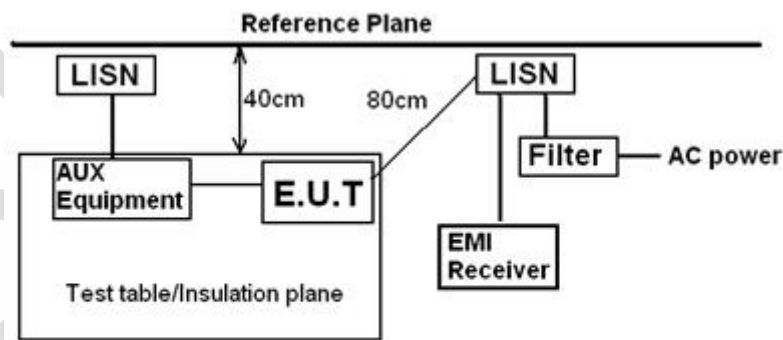 Reference Plane
LISN
40cm
80cm
LISN
Filter
AC power
AUX
Equipment
E.U.T
EMI
Receiver
Test table/Insulation plane